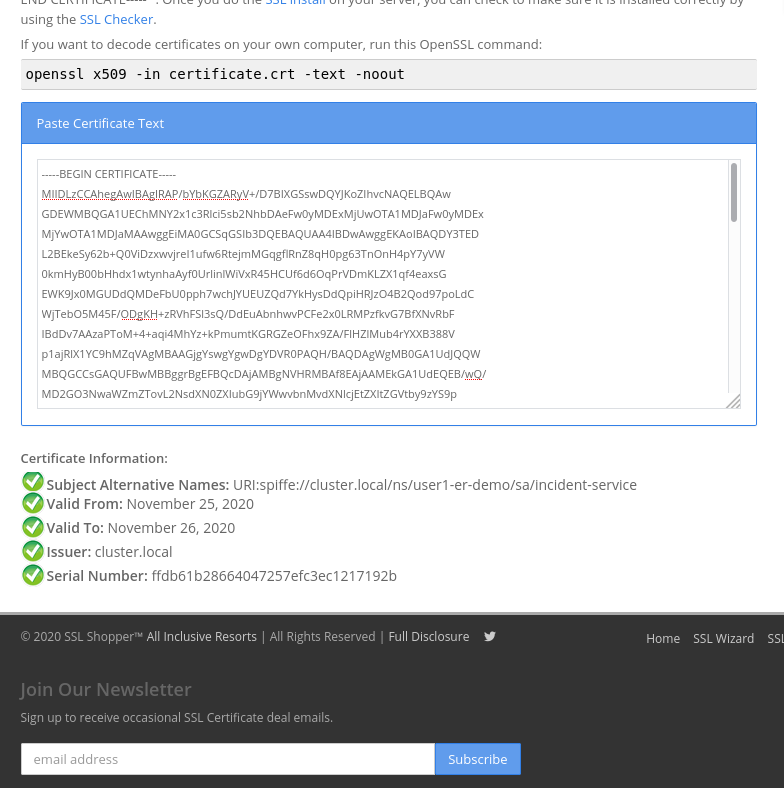 END CERTIFICATE-----". Once you do the SSL Install on your server, you can check to make sure it is installed correctly by
using the SSL Checker.
If you want to decode certificates on your own computer, run this OpenSSL command:
openssl x509 -in certificate.crt -text -noout
Paste Certificate Text
-----BEGIN CERTIFICATE-----
MIIDLzCCAhegAwIBAgIRAP/bYbKGZARyV+/D7BIXGSswDQYJKoZIhvcNAQELBQAw
GDEWMBQGA1UEChMNY2x1c3Rlci5sb2NhbDAeFw0yMDExMjUwOTA1MDJaFw0yMDEx
MjYwOTA1MDJaMAAwggEiMA0GCSqGSIb3DQEBAQUAA4IBDwAwggEKAoIBAQDY3TED
L2BEkeSy62b+Q0ViDzxwvjreI1ufw6RtejmMGqgflRnZ8qH0pg63TnOnH4pY7yVW
0kmHyB00bHhdx1wtynhaAyf0UrlinIWiVxR45HCUf6d6OqPrVDmKLZX1qf4eaxsG
EWK9Jx0MGUDdQMDeFbU0pph7wchJYUEUZQd7YkHysDdQpiHRJzO4B2Qod97poLdC
WjTebO5M45F/ODgKH+zRVhFSl3sQ/DdEuAbnhwvPCFe2x0LRMPzfkvG7BfXNvRbF
IBdDv7AAzaPToM+4+aqi4MhYz+kPmumtKGRGZeOFhx9ZA/FlHZIMub4rYXXB388V
p1ajRIX1YC9hMZqVAgMBAAGjgYswgYgwDgYDVR0PAQH/BAQDAgWgMB0GA1UdJQQW
MBQGCCsGAQUFBwMBBggrBgEFBQcDAjAMBgNVHRMBAf8EAjAAMEkGA1UdEQEB/wQ/
MD2GO3NwaWZmZTovL2NsdXN0ZXIubG9jYWwvbnMvdXNlcjEtZXItZGVtby9zYS9p
Certificate Information:
Subject Alternative Names: URI:spiffe://cluster.local/ns/user1-er-demo/sa/incident-service
Valid From: November 25, 2020
Valid To: November 26, 2020
Issuer: cluster.local
Serial Number: ffdb61b28664047257efc3ec1217192b
© 2020 SSL Shopper™ All Inclusive Resorts | All Rights Reserved | Full Disclosure
Home SSL Wizard SSL
Join Our Newsletter
Sign up to receive occasional SSL Certificate deal emails.
email address
Subscribe